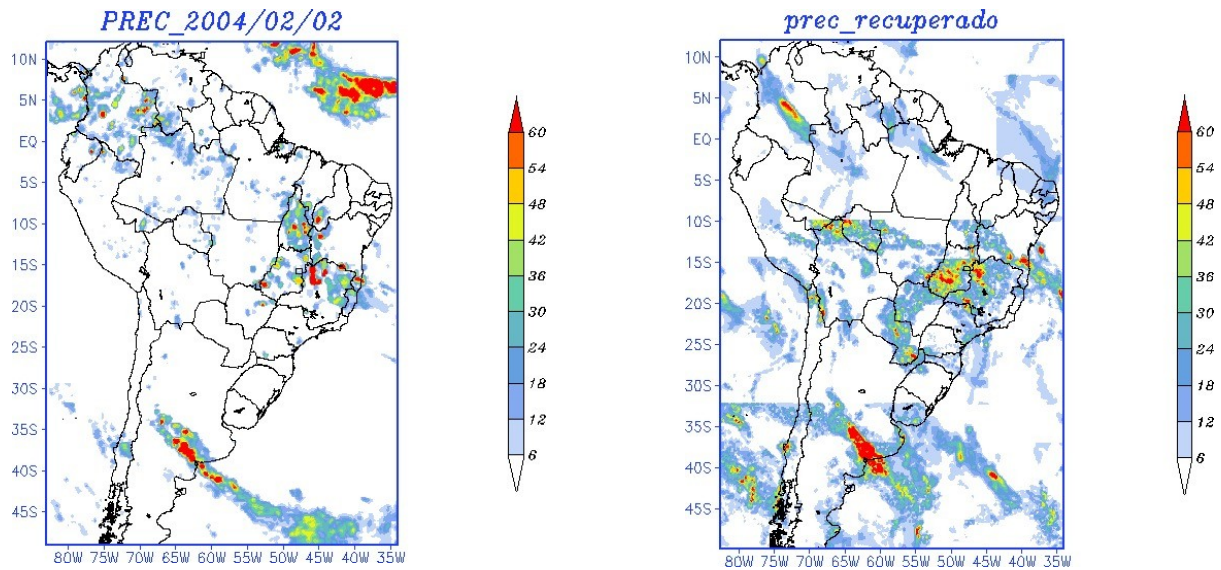 PREC_2004/02/02
10N
5N
EQ
5S
10S
15S
20S
25S
30S
35S
40S
45S
80W 75W 70W 65W 60W 55W 50W 45W 40W 35W
60
54
48
42
36
30
24
18
12
6
prec_recuperado
10N
5N
EQ
5S
10S
15S
20S
25S
30S
35S
40S
45S
80W 75W 70W 65W 60W 55W 50W 45W 40W 35W
60
54
48
42
36
30
24
18
12
6